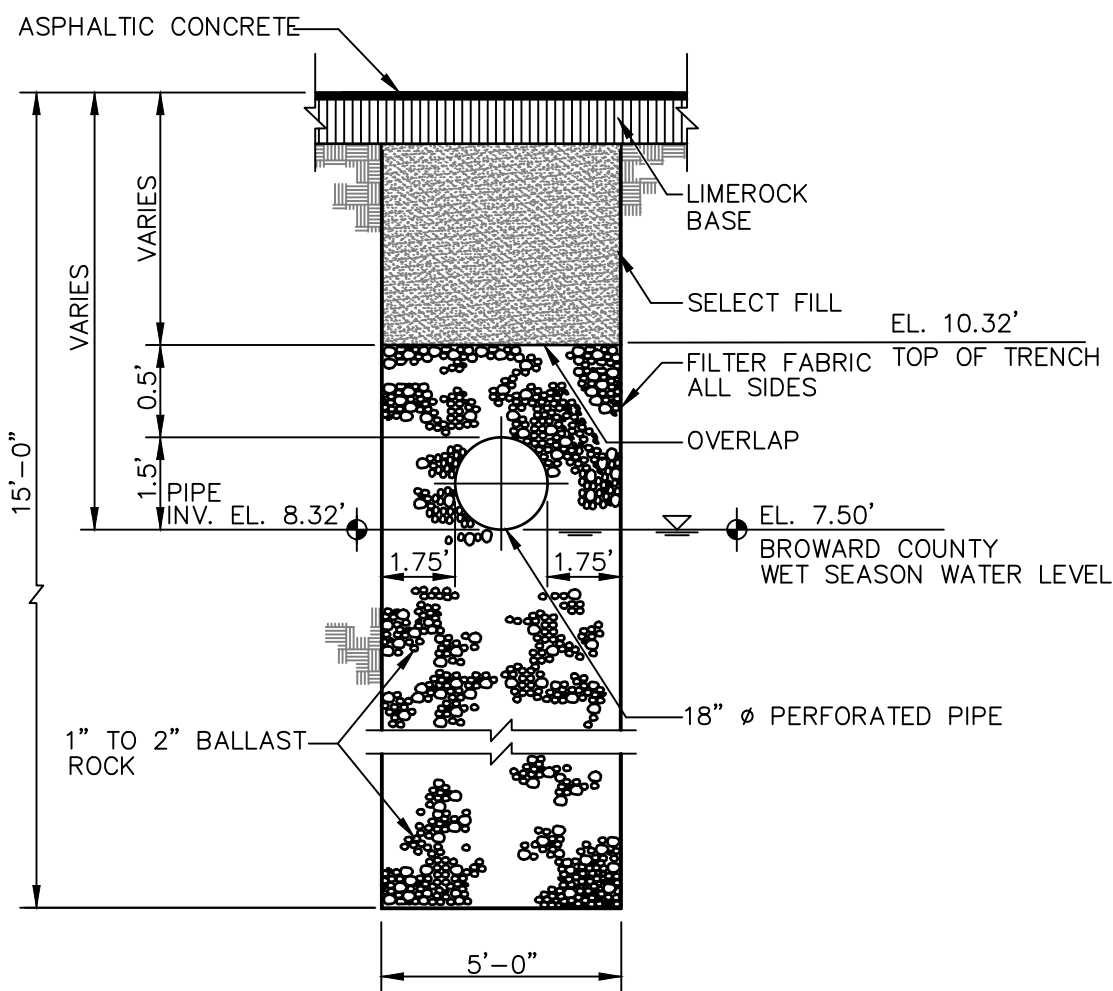 ASPHALTIC CONCRETE
VARIES
VARIES
LIMEROCK
BASE
SELECT FILL
EL. 10.32’
TOP OF TRENCH
FILTER FABRIC
ALL SIDES
OVERLAP
0.5’
1.5’
15’-0”
PIPE
INV. EL. 8.32’
EL. 7.50’
BROWARD COUNTY
WET SEASON WATER LEVEL
1.75’
1.75’
18” ø PERFORATED PIPE
1” TO 2” BALLAST
ROCK
5’-0”